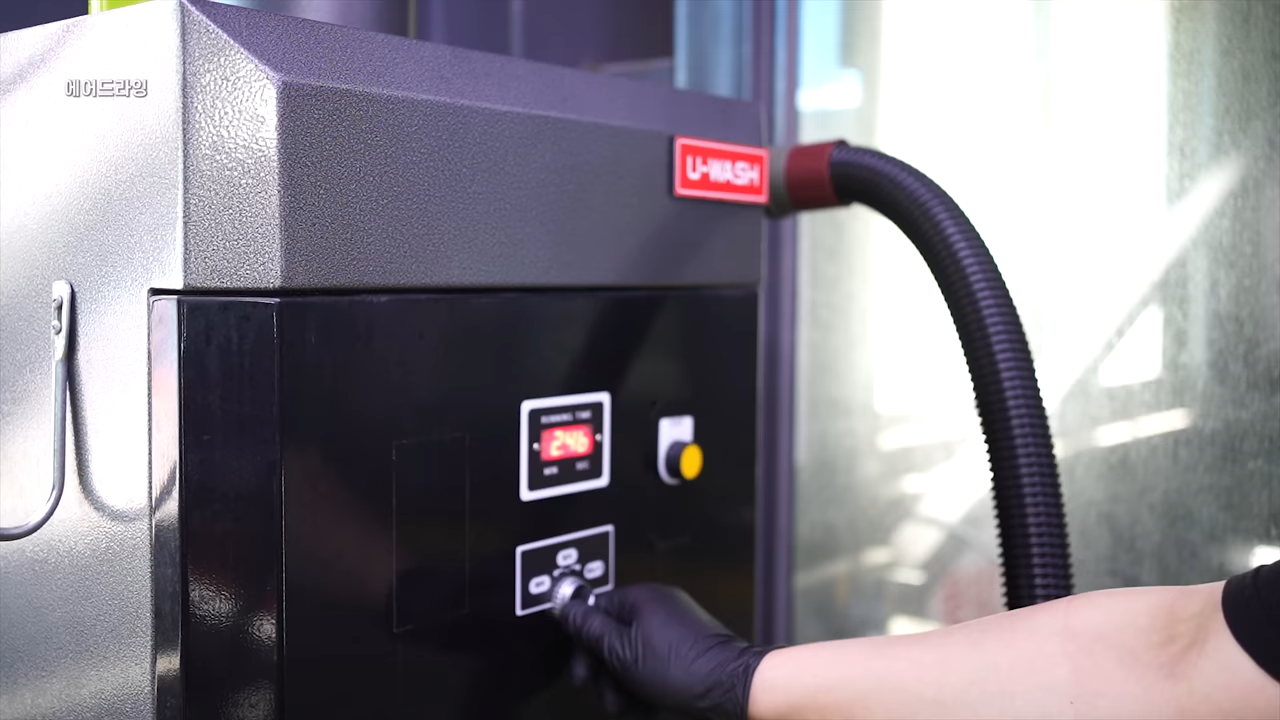 에어드라잉
U-WASH
RUNNING TIME
246
MIN SEC